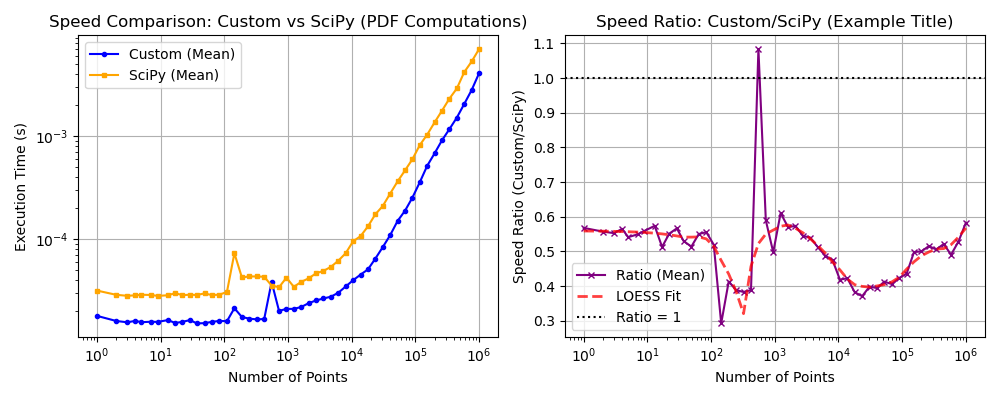 Speed Comparison: Custom vs SciPy (PDF Computations)
Custom (Mean)
SciPy (Mean)
Execution Time (s)
10⁻³
10⁻⁴
10⁰ 10¹ 10² 10³ 10⁴ 10⁵ 10⁶
Number of Points
Speed Ratio: Custom/SciPy (Example Title)
Speed Ratio (Custom/SciPy)
1.1
1.0
0.9
0.8
0.7
0.6
0.5
0.4
0.3
Ratio (Mean)
LOESS Fit
Ratio = 1
10⁰ 10¹ 10² 10³ 10⁴ 10⁵ 10⁶
Number of Points